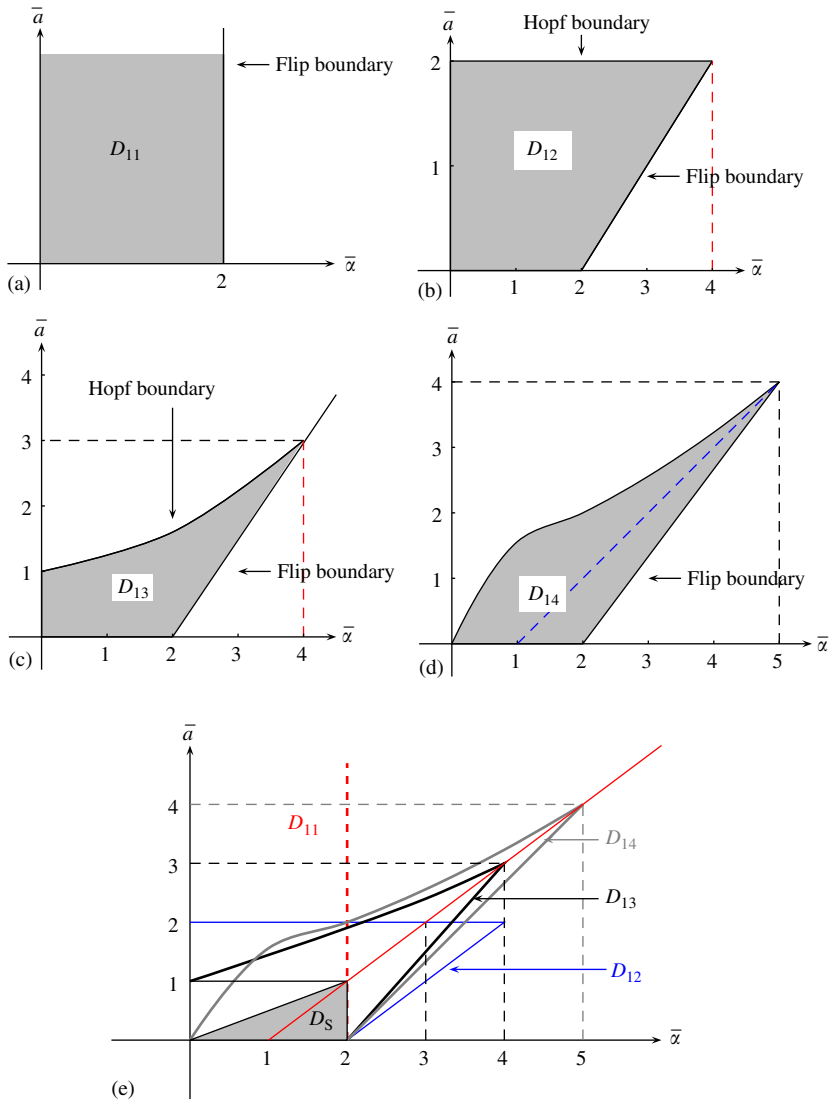 a̅
Flip boundary
D11
2
α̅
(a)
a̅
Hopf boundary
2
D12
1
Flip boundary
1 2 3 4
α̅
(b)
a̅
4
Hopf boundary
3
2
1
D13
Flip boundary
1 2 3 4
α̅
(c)
a̅
4
3
2
1
D14
Flip boundary
1 2 3 4 5
α̅
(d)
a̅
4
D11
D14
3
D13
2
D12
1
DS
1 2 3 4 5
α̅
(e)